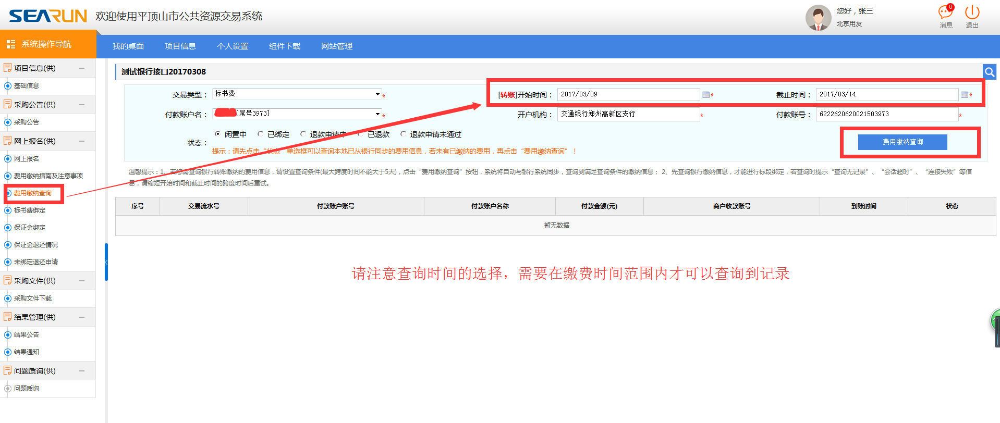 SEARUN 欢迎使用平顶山市公共资源交易系统
您好，张三
北京用友
0
消息 退出
系统操作导航
我的桌面 项目信息 个人设置 组件下载 网站管理
项目信息(供)
基础信息
采购公告(供)
采购公告
网上报名(供)
网上报名
费用缴纳指南及注意事项
费用缴纳查询
标书费绑定
保证金绑定
保证金退还情况
未绑定退还申请
采购文件(供)
采购文件下载
结果管理(供)
结果公告
结果通知
问题质询(供)
问题质询
测试银行接口20170308
交易类型： 标书费 * [转账]开始时间： 2017/03/09 * 截止时间： 2017/03/14 *
付款账户名： [尾号3973] * 开户机构： 交通银行郑州高新区支行 * 付款账号： 6222620620021503973 *
状态： 闲置中 已绑定 退款申请中 已退款 退款申请未通过
提示：请先点击“状态”单选框可以查询本地已从银行同步的费用信息，若未有已缴纳的费用，再点击“费用缴纳查询”！
费用缴纳查询
温馨提示：1、若您需查询银行转账缴纳的费用信息，请设置查询条件(最大跨度时间不能大于5天)，点击“费用缴纳查询”按钮，系统将自动与银行系统同步，查询到满足查询条件的缴纳信息； 2、先查询银行缴纳信息，才能进行标段绑定，若查询时提示“查询无记录”、“会话超时”、“连接失败”等信
息，请缩短开始时间和截止时间的跨度时间后重试。
序号 交易流水号 付款账户账号 付款账户名称 付款金额(元) 商户收款账号 到账时间 状态
暂无数据
请注意查询时间的选择，需要在缴费时间范围内才可以查询到记录